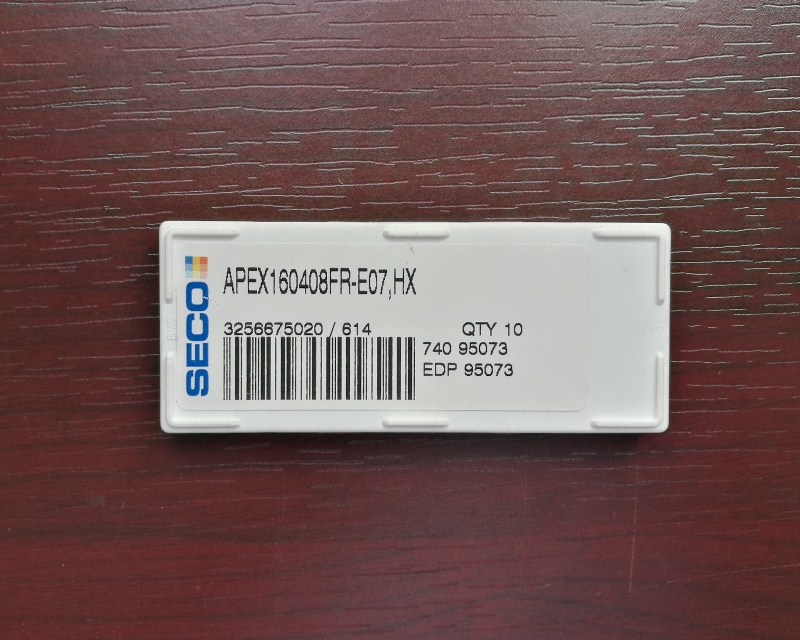 SECO
APEX160408FR-E07,HX
3256675020 / 614 QTY 10
740 95073
EDP 95073